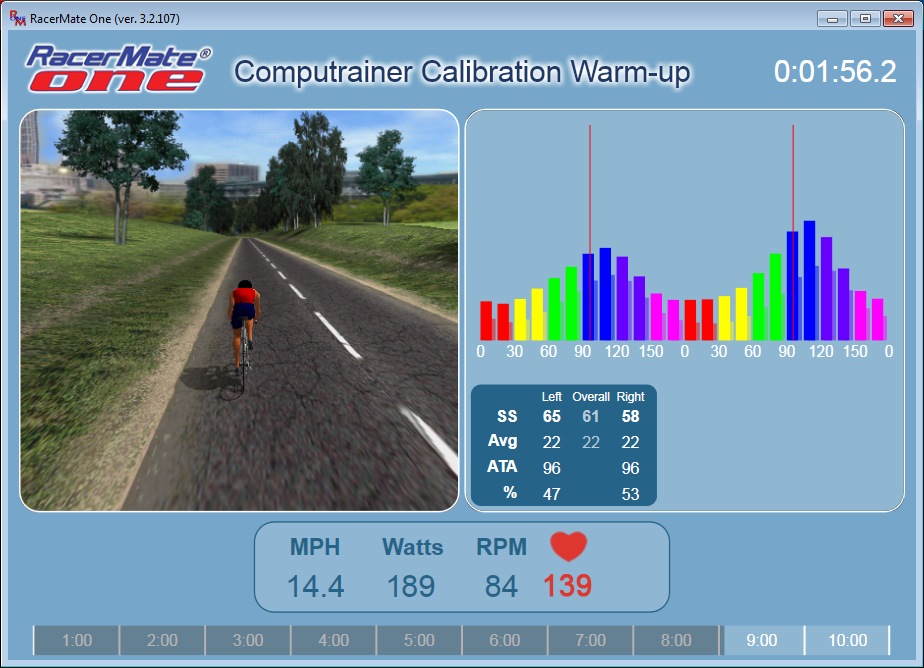 RacerMate One (ver. 3.2.107)
RacerMate®
one
Computrainer Calibration Warm-up
0:01:56.2
0 30 60 90 120 150 0 30 60 90 120 150 0
Left Overall Right
SS 65 61 58
Avg 22 22 22
ATA 96 96
% 47 53
MPH Watts RPM
14.4 189 84 139
1:00 2:00 3:00 4:00 5:00 6:00 7:00 8:00 9:00 10:00